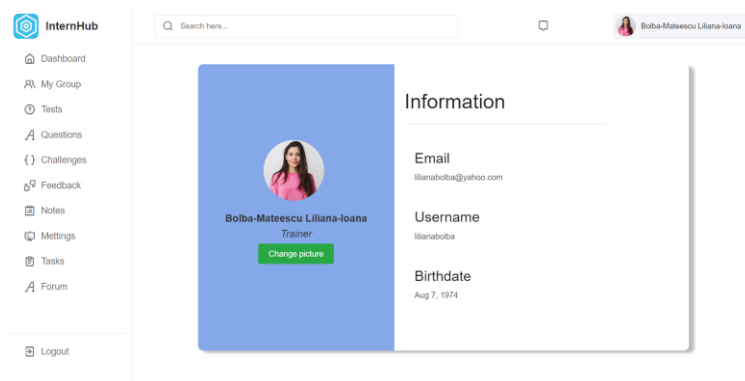 InternHub
Search here...
Bolba-Mateescu Liliana-Ioana
Dashboard
My Group
Tests
Questions
Challenges
Feedback
Notes
Mettings
Tasks
Forum
Logout
Bolba-Mateescu Liliana-Ioana
Trainer
Change picture
Information
Email
lilianabolba@yahoo.com
Username
lilianabolba
Birthdate
Aug 7, 1974